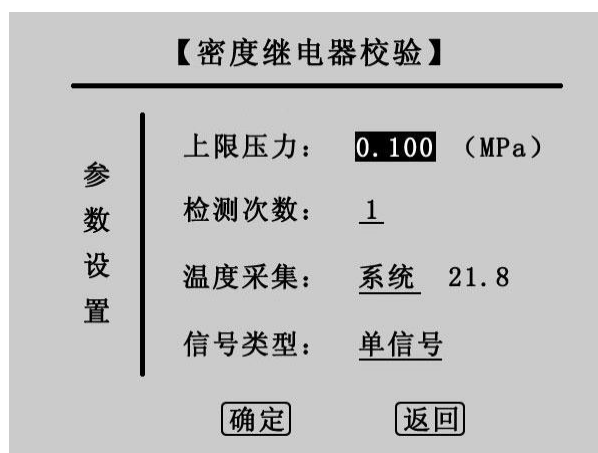 【密度继电器校验】
参数设置
上限压力： 0.100 （MPa）
检测次数： 1
温度采集： 系统 21.8
信号类型： 单信号
确定 返回